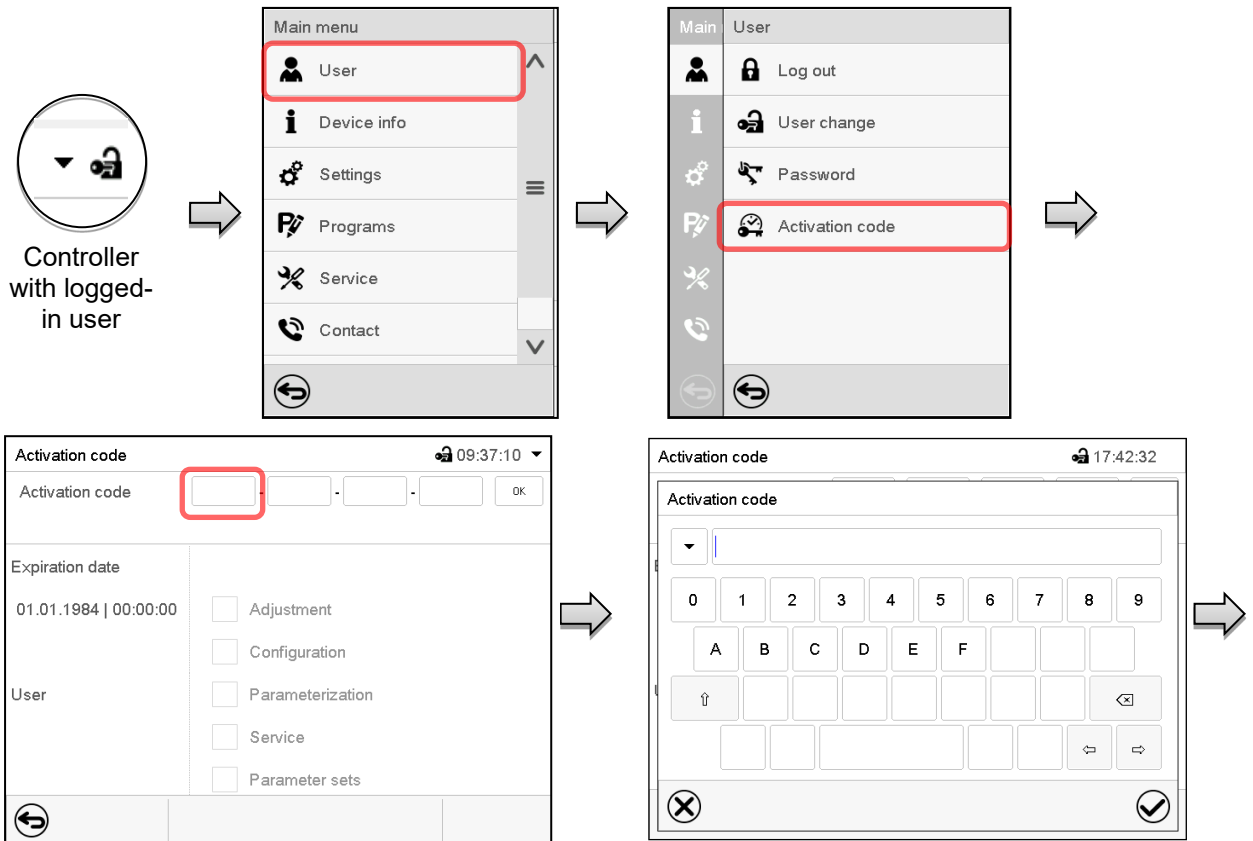 Controller
with logged-
in user
Main menu
User
Device info
Settings
Programs
Service
Contact
Main
User
Log out
User change
Password
Activation code
Activation code
09:37:10
Activation code
- - -
OK
Expiration date
01.01.1984 | 00:00:00
Adjustment
Configuration
User
Parameterization
Service
Parameter sets
Activation code
17:42:32
Activation code
0 1 2 3 4 5 6 7 8 9
A B C D E F